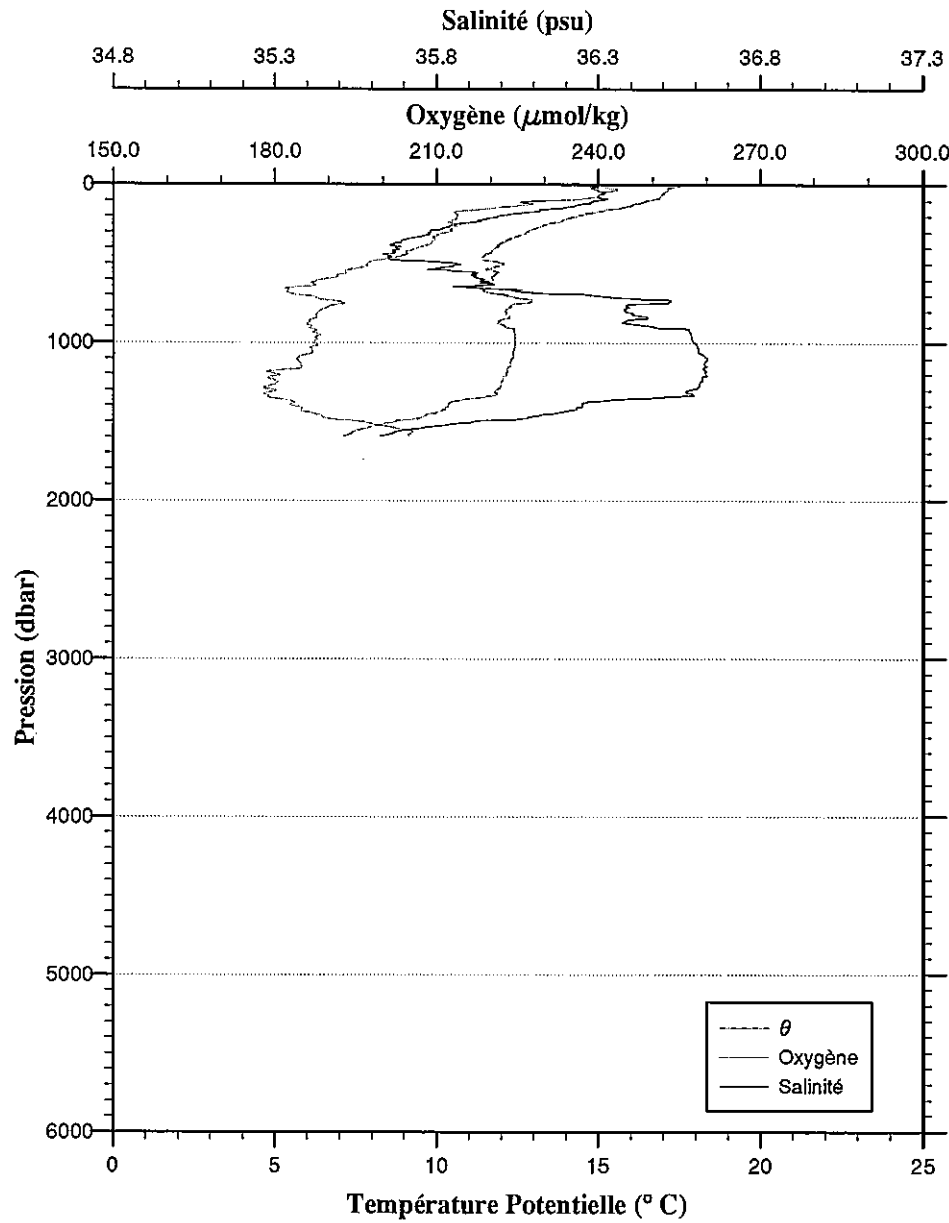 Salinité (psu)
34.8 35.3 35.8 36.3 36.8 37.3
Oxygène (μmol/kg)
150.0 180.0 210.0 240.0 270.0 300.0
0
1000
2000
3000
4000
5000
6000
Pression (dbar)
θ
Oxygène
Salinité
0 5 10 15 20 25
Température Potentielle (° C)